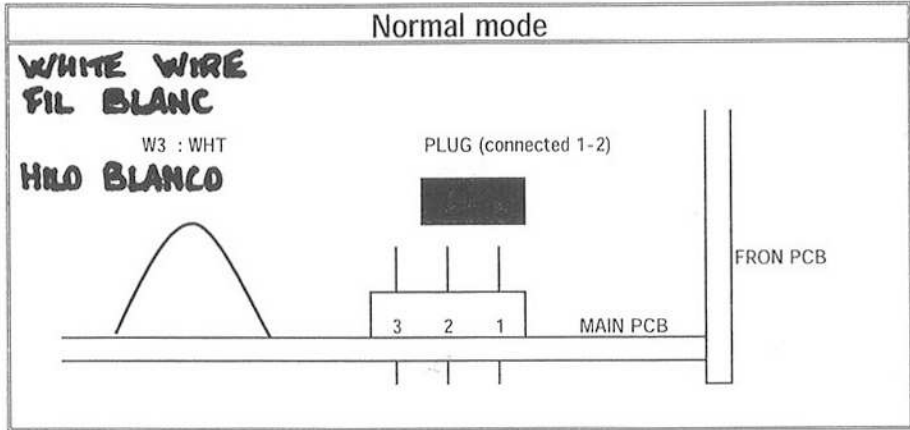 Normal mode
WHITE WIRE
FIL BLANC
W3 : WHT
PLUG (connected 1-2)
HILO BLANCO
FRON PCB
3 2 1
MAIN PCB